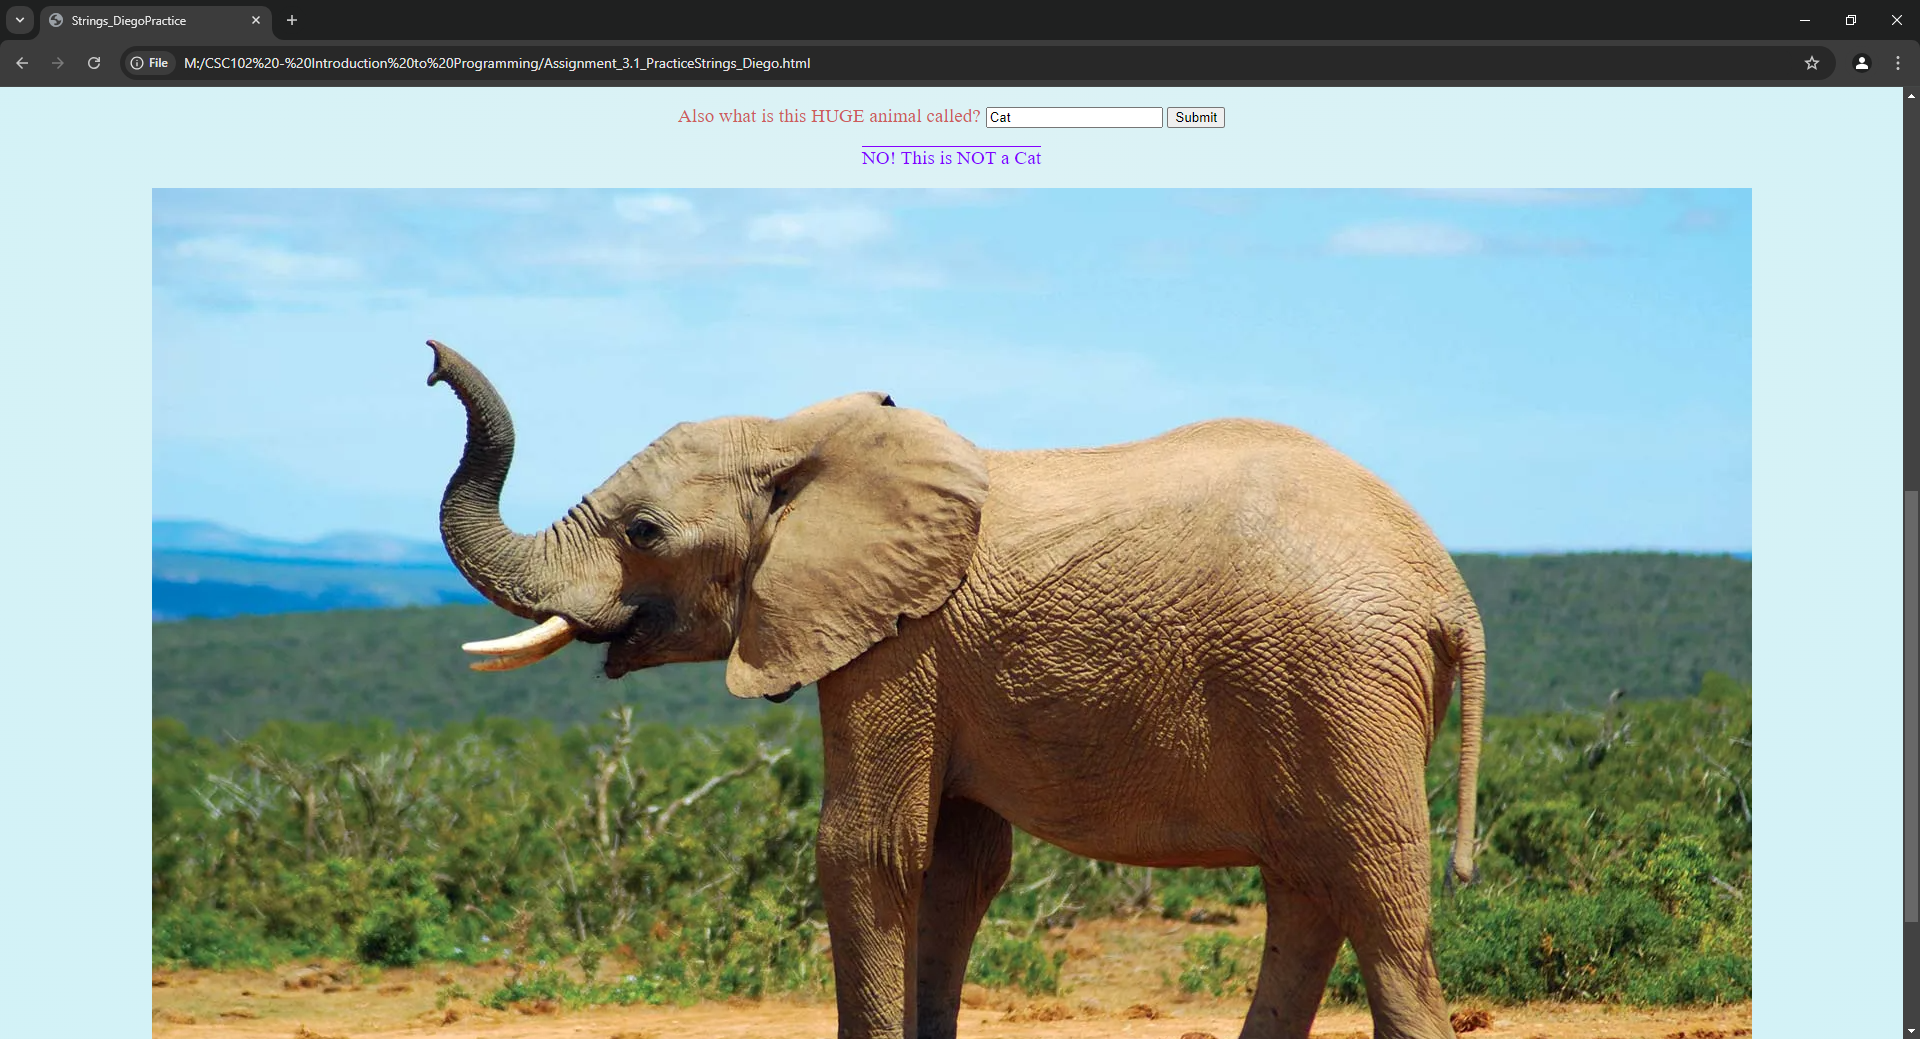 Strings_DiegoPractice
File
M:/CSC102%20-%20Introduction%20to%20Programming/Assignment_3.1_PracticeStrings_Diego.html
Also what is this HUGE animal called? Cat Submit
NO! This is NOT a Cat